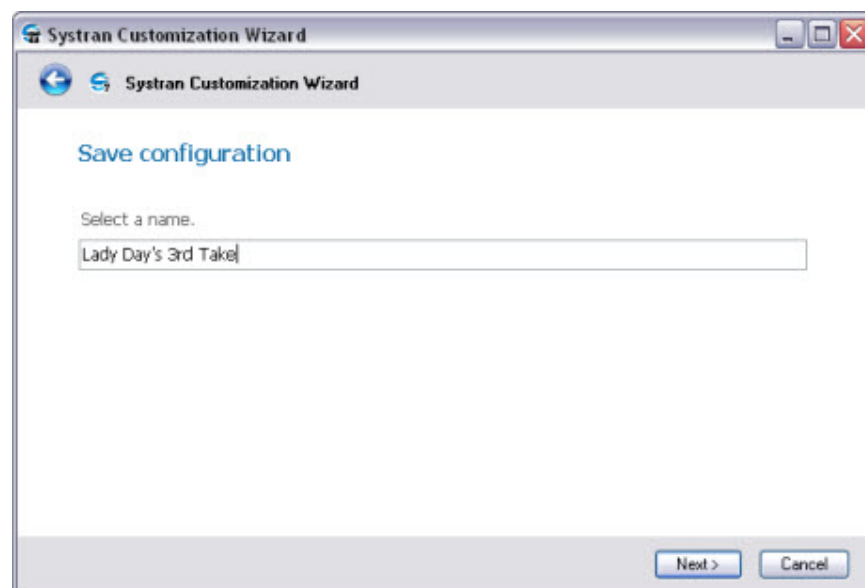 Systran Customization Wizard
Systran Customization Wizard
Save configuration
Select a name.
Lady Day's 3rd Take
Next > Cancel